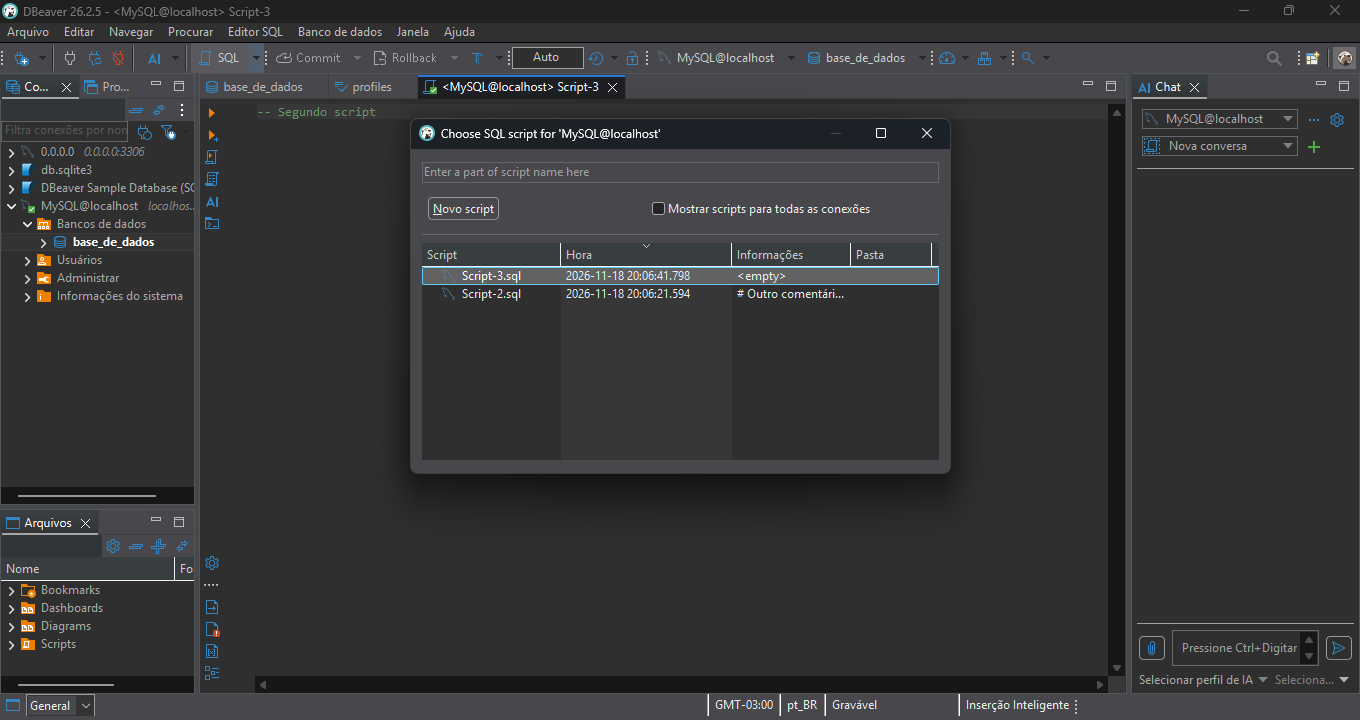 DBeaver 26.2.5 - <MySQL@localhost> Script-3
Arquivo Editar Navegar Procurar Editor SQL Banco de dados Janela Ajuda
AI SQL Commit Rollback T Auto MySQL@localhost base_de_dados
Co... Pro...
base_de_dados profiles <MySQL@localhost> Script-3
AI Chat
Filtra conexões por nom
0.0.0.0 0.0.0.0:3306
db.sqlite3
DBeaver Sample Database (SQ
MySQL@localhost localhos...
Bancos de dados
base_de_dados
Usuários
Administrar
Informações do sistema
-- Segundo script
AI
Choose SQL script for 'MySQL@localhost'
Enter a part of script name here
Novo script Mostrar scripts para todas as conexões
Script Hora Informações Pasta
Script-3.sql 2026-11-18 20:06:41.798 <empty>
Script-2.sql 2026-11-18 20:06:21.594 # Outro comentári...
MySQL@localhost
Nova conversa
Pressione Ctrl+Digitar
Selecionar perfil de IA Seleciona...
Arquivos
Nome Fo
Bookmarks
Dashboards
Diagrams
Scripts
General
GMT-03:00 pt_BR Gravável Inserção Inteligente